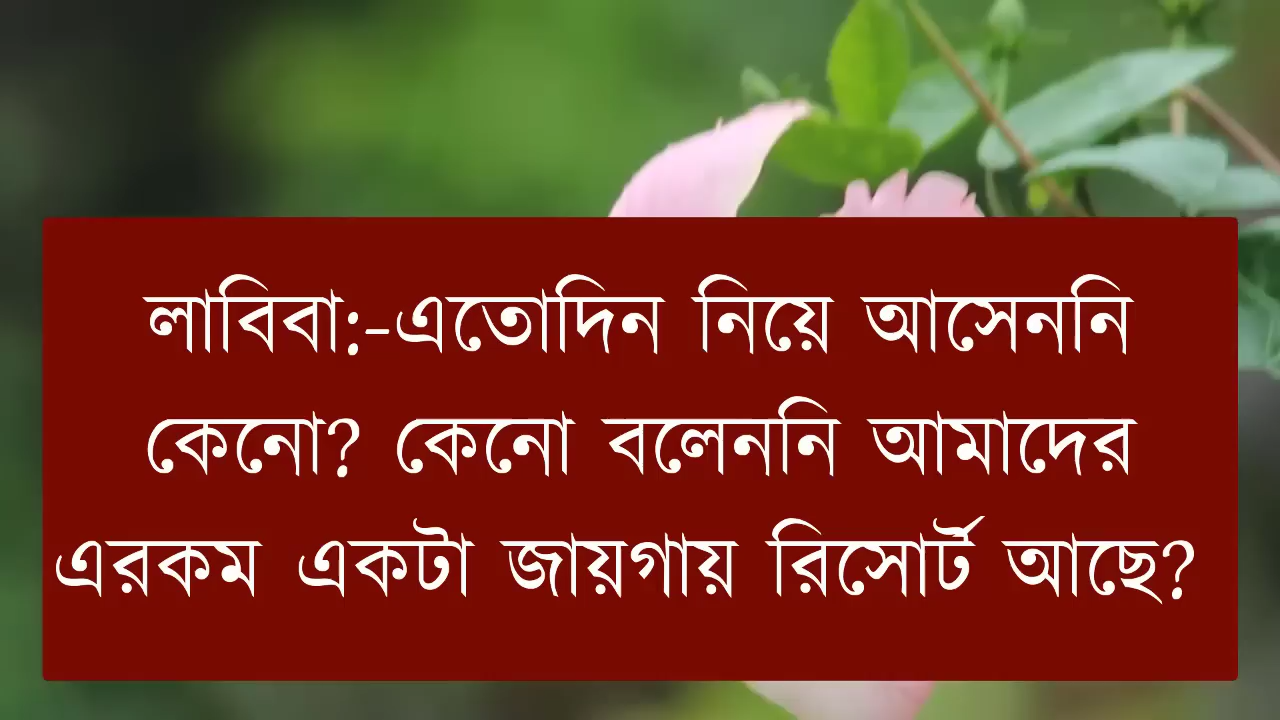 লাবিবা:-এতোদিন নিয়ে আসেননি
কেনো? কেনো বলেননি আমাদের
এরকম একটা জায়গায় রিসোর্ট আছে?